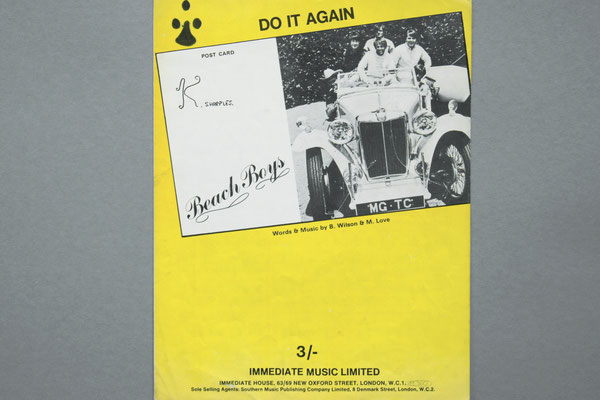 DO IT AGAIN
POST CARD
K. SHARPLES.
Beach Boys
MG·TC
Words & Music by B. Wilson & M. Love
3/-
IMMEDIATE MUSIC LIMITED
IMMEDIATE HOUSE, 63/69 NEW OXFORD STREET, LONDON, W.C.1.
Sole Selling Agents: Southern Music Publishing Company Limited, 8 Denmark Street, London, W.C.2.